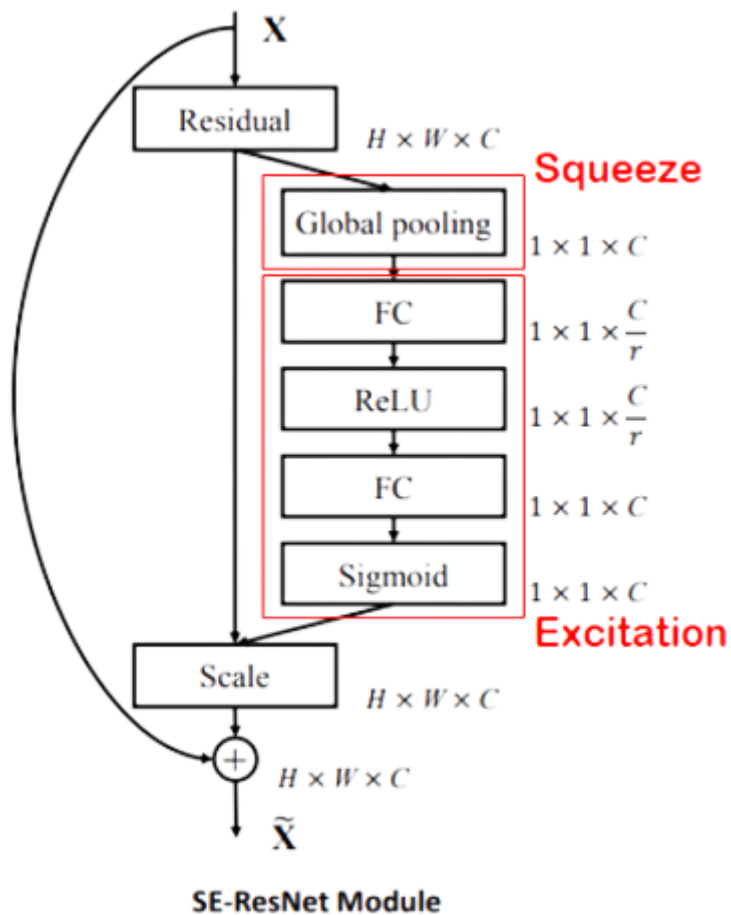 X
Residual
H × W × C
Squeeze
Global pooling
1 × 1 × C
FC
1 × 1 × C/r
ReLU
1 × 1 × C/r
FC
1 × 1 × C
Sigmoid
1 × 1 × C
Excitation
Scale
H × W × C
+
H × W × C
X̃
SE-ResNet Module